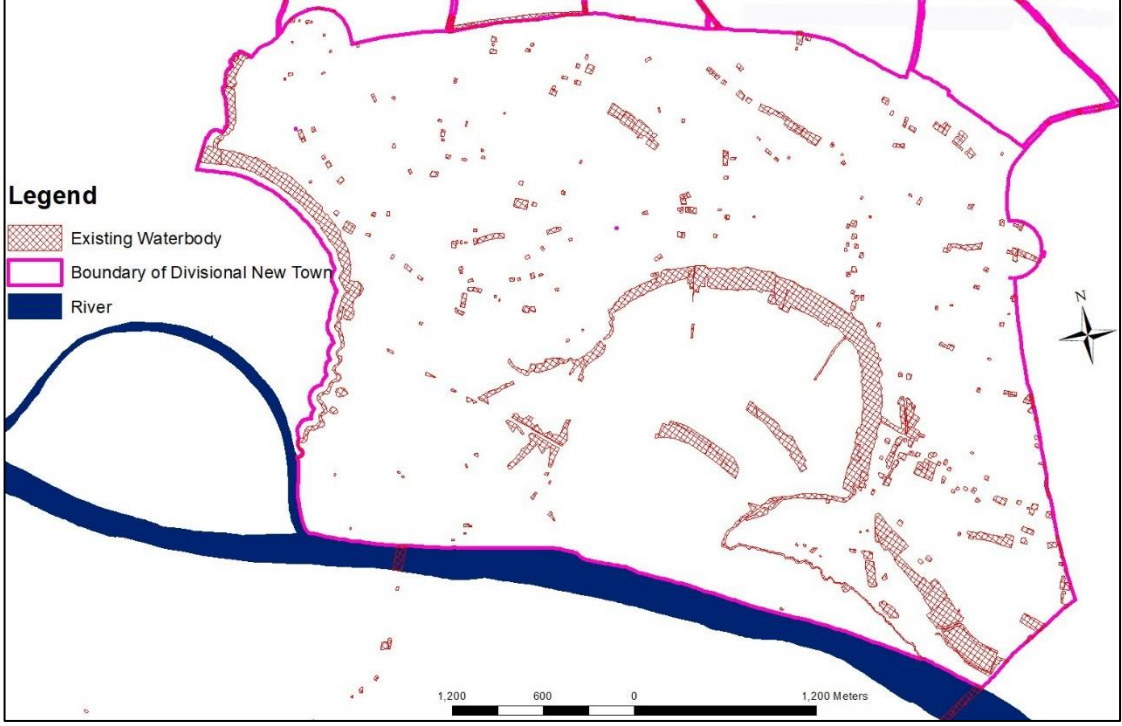 Legend
Existing Waterbody
Boundary of Divisional New Town
River
N
1,200 600 0 1,200 Meters